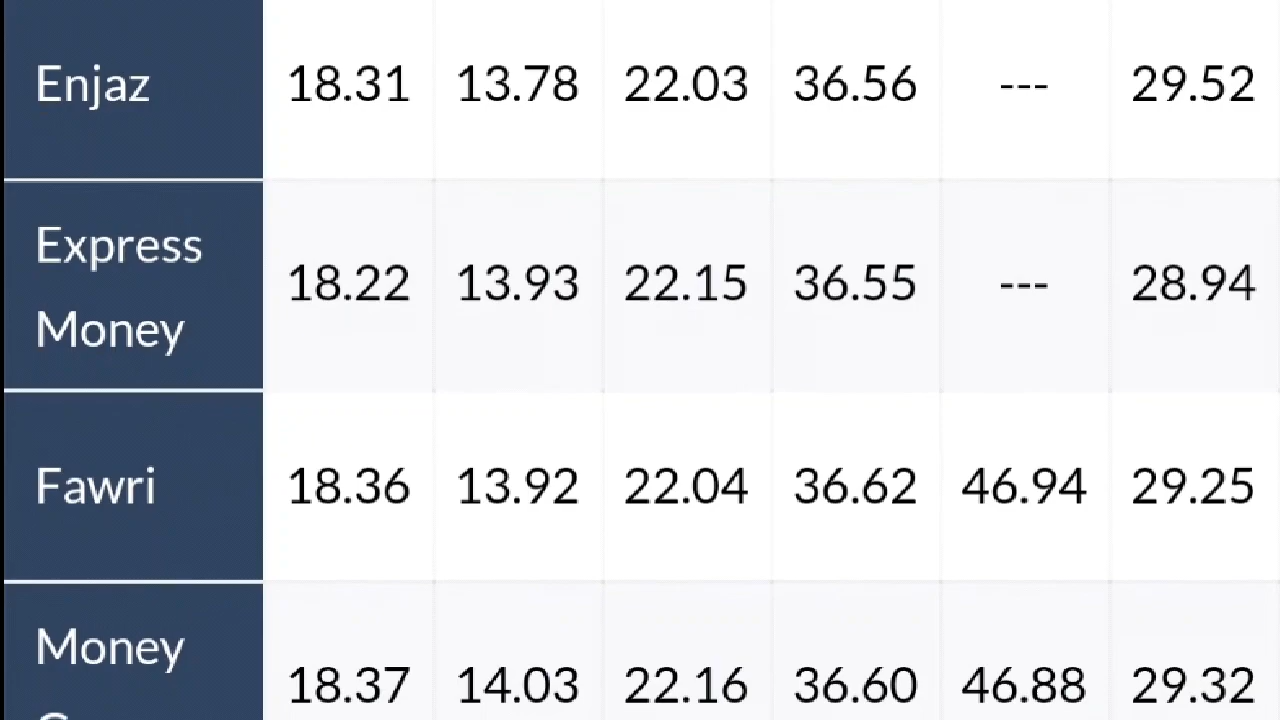 Enjaz 18.31 13.78 22.03 36.56 --- 29.52
Express
Money 18.22 13.93 22.15 36.55 --- 28.94
Fawri 18.36 13.92 22.04 36.62 46.94 29.25
Money
18.37 14.03 22.16 36.60 46.88 29.32